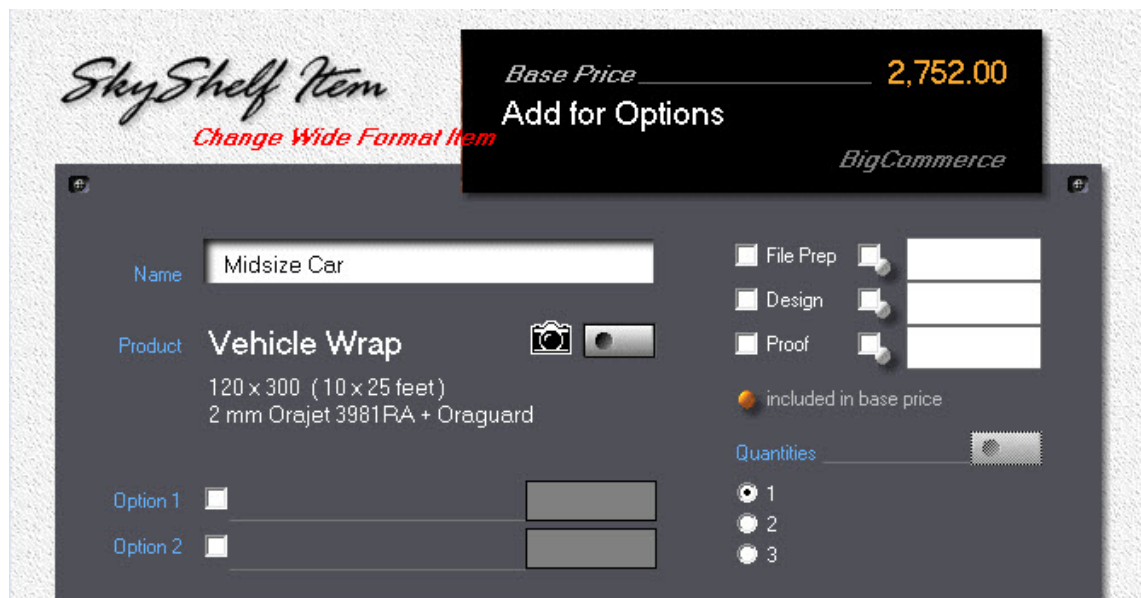 SkyShelf Item
Change Wide Format Item
Base Price 2,752.00
Add for Options
BigCommerce
Name Midsize Car
Product Vehicle Wrap
120 x 300 ( 10 x 25 feet )
2 mm Orajet 3981RA + Oraguard
Option 1
Option 2
File Prep
Design
Proof
included in base price
Quantities
1
2
3